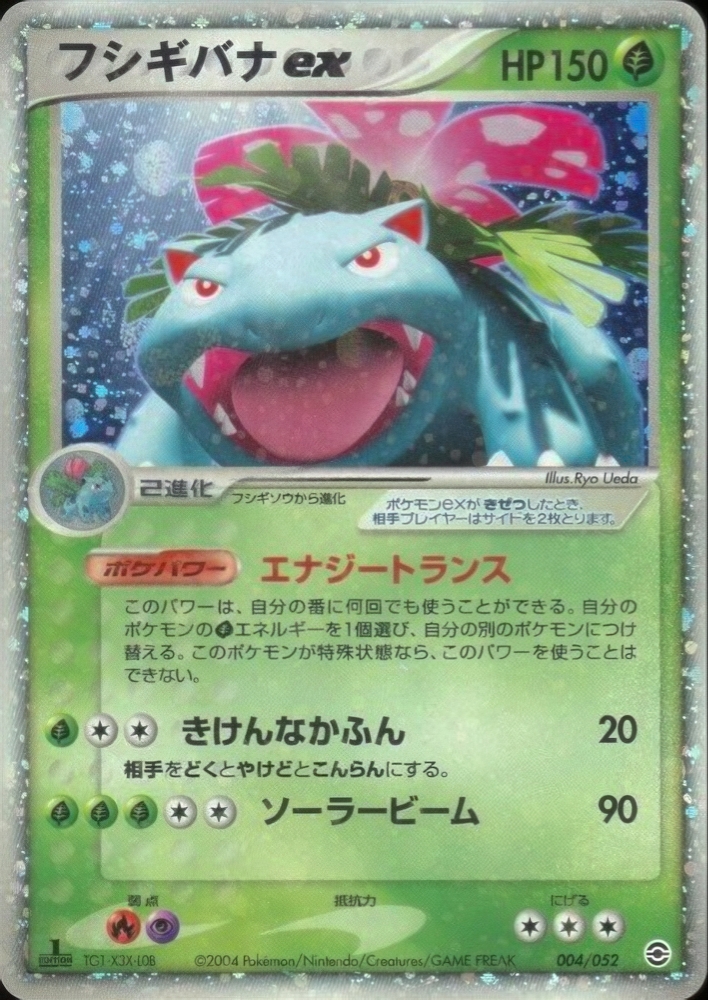 フシギバナex HP150
Illus. Ryo Ueda
2進化 フシギソウから進化
ポケモンexがきぜつしたとき、
相手プレイヤーはサイドを2枚とります。
ポケパワー エナジートランス
このパワーは、自分の番に何回でも使うことができる。自分の
ポケモンのエネルギーを1個選び、自分の別のポケモンにつけ
替える。このポケモンが特殊状態なら、このパワーを使うことは
できない。
きけんなかふん 20
相手をどくとやけどとこんらんにする。
ソーラービーム 90
弱点 抵抗力 にげる
1 EDITION TG1-X3X-L0B ©2004 Pokémon/Nintendo/Creatures/GAME FREAK 004/052